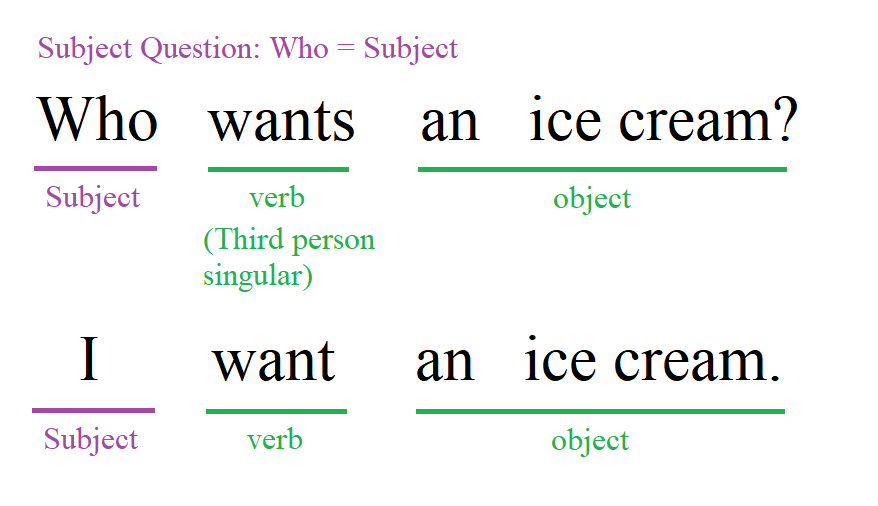 Subject Question: Who = Subject
Who wants an ice cream?
Subject verb object
(Third person
singular)
I want an ice cream.
Subject verb object